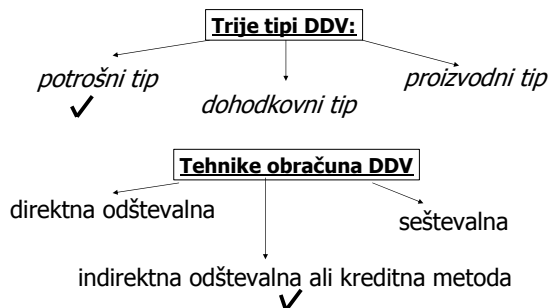 Trije tipi DDV:
potrošni tip
dohodkovni tip
proizvodni tip
Tehnike obračuna DDV
direktna odštevalna
seštevalna
indirektna odštevalna ali kreditna metoda